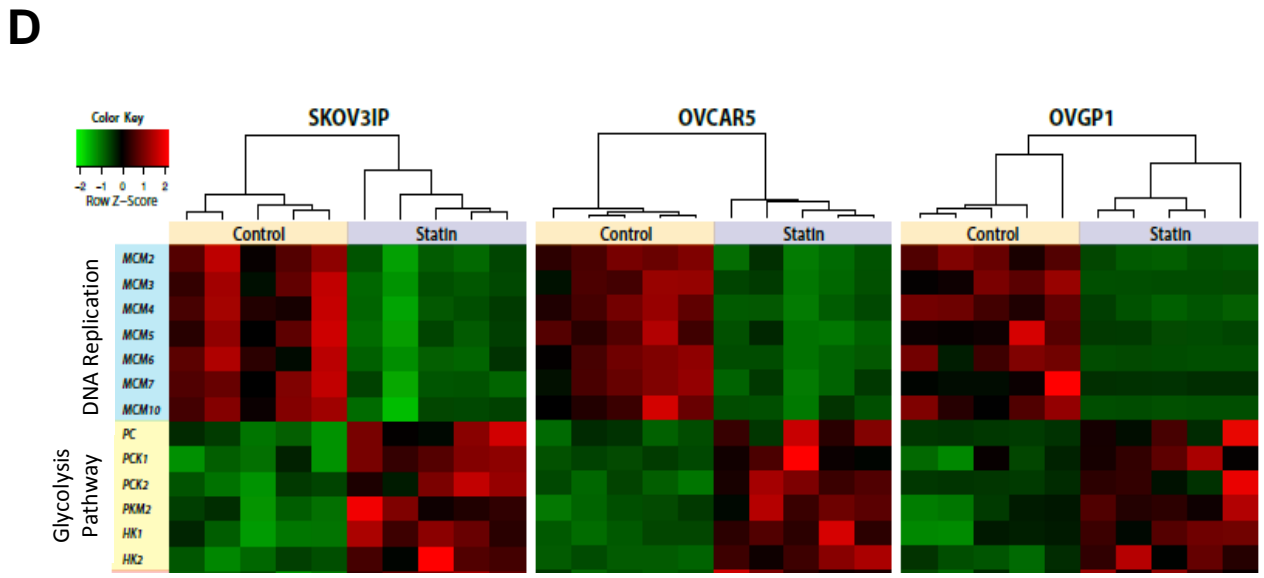 D
Color Key
-2 -1 0 1 2
Row Z-Score
SKOV3IP
OVCAR5
OVGP1
Control Statin
Control Statin
Control Statin
DNA Replication
MCM2
MCM3
MCM4
MCM5
MCM6
MCM7
MCM10
Glycolysis
Pathway
PC
PCK1
PCK2
PKM2
HK1
HK2